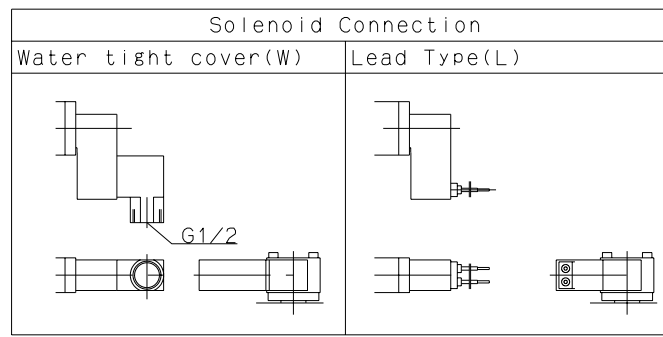 Solenoid Connection
Water tight cover(W)
Lead Type(L)
G1/2